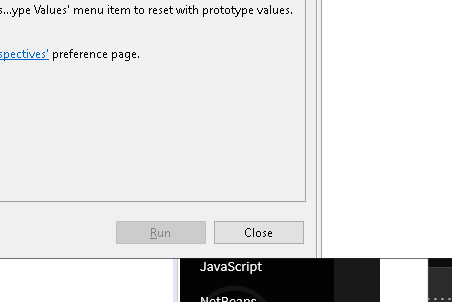 s...ype Values' menu item to reset with prototype values.
spectives' preference page.
Run
Close
JavaScript
NetBeans